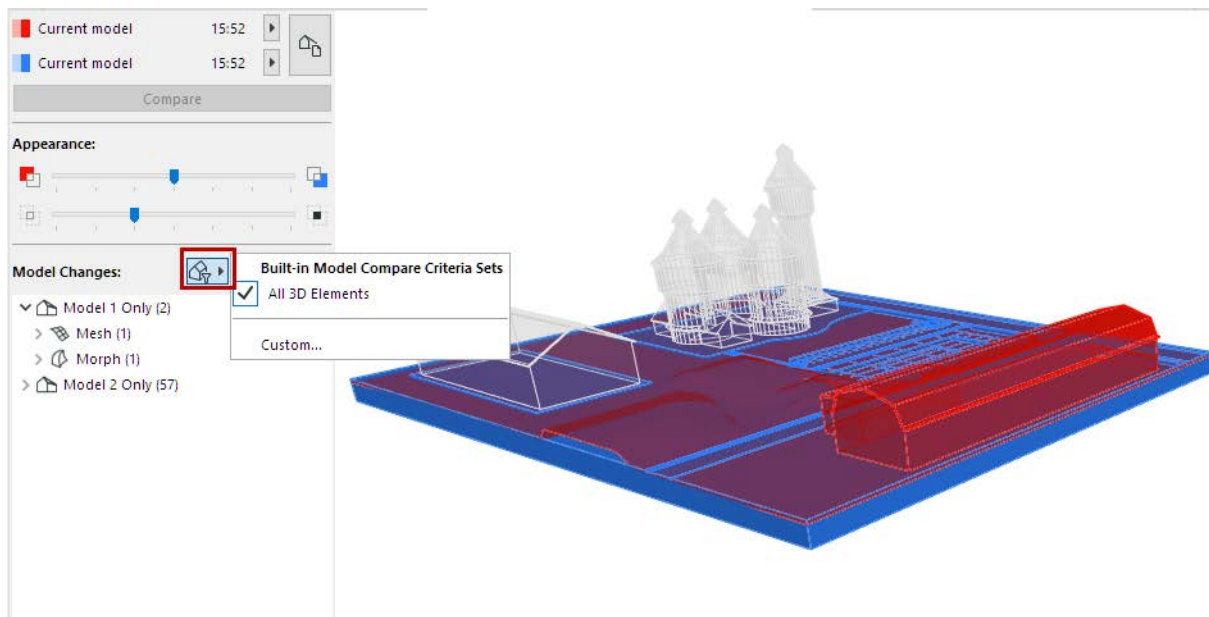 Current model 15:52
Current model 15:52
Compare
Appearance:
Model Changes:
Built-in Model Compare Criteria Sets
All 3D Elements
Custom...
Model 1 Only (2)
Mesh (1)
Morph (1)
Model 2 Only (57)